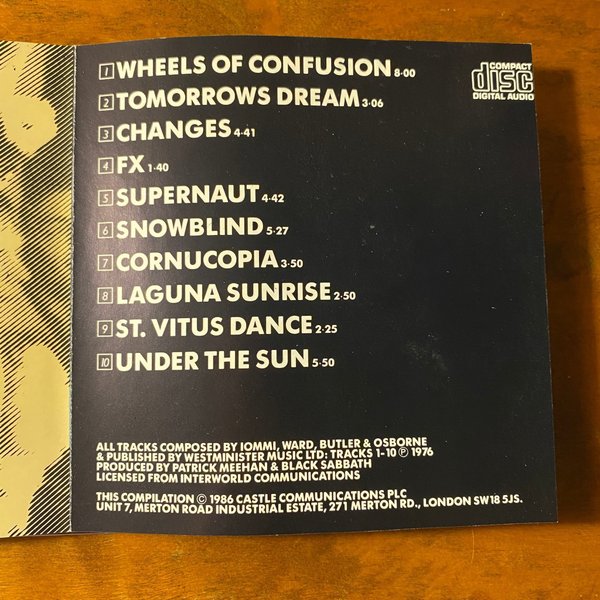 1 WHEELS OF CONFUSION 8·00
2 TOMORROWS DREAM 3·06
3 CHANGES 4·41
4 FX 1·40
5 SUPERNAUT 4·42
6 SNOWBLIND 5·27
7 CORNUCOPIA 3·50
8 LAGUNA SUNRISE 2·50
9 ST. VITUS DANCE 2·25
10 UNDER THE SUN 5·50
COMPACT
disc
DIGITAL AUDIO
ALL TRACKS COMPOSED BY IOMMI, WARD, BUTLER & OSBORNE
& PUBLISHED BY WESTMINISTER MUSIC LTD: TRACKS 1-10 ℗ 1976
PRODUCED BY PATRICK MEEHAN & BLACK SABBATH
LICENSED FROM INTERWORLD COMMUNICATIONS
THIS COMPILATION © 1986 CASTLE COMMUNICATIONS PLC
UNIT 7, MERTON ROAD INDUSTRIAL ESTATE, 271 MERTON RD., LONDON SW18 5JS.